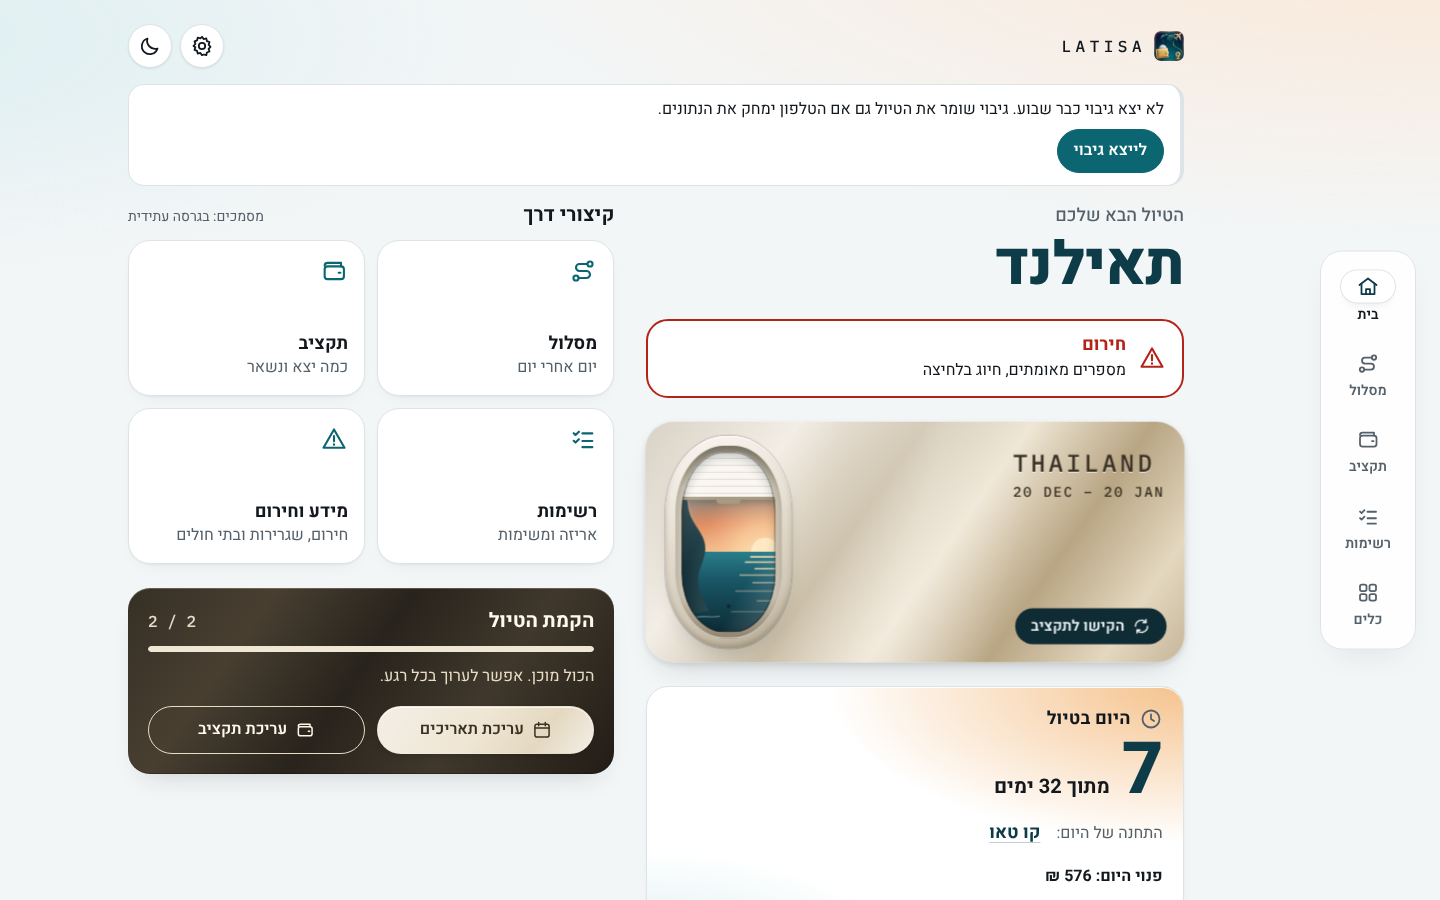 LATISA
לא יצא גיבוי כבר שבוע. גיבוי שומר את הטיול גם אם הטלפון ימחק את הנתונים.
לייצא גיבוי
הטיול הבא שלכם
תאילנד
חירום
מספרים מאומתים, חיוג בלחיצה
THAILAND
20 DEC – 20 JAN
הקישו לתקציב
היום בטיול
7 מתוך 32 ימים
התחנה של היום: קו טאו
פנוי היום: 576 ₪
קיצורי דרך
מסמכים: בגרסה עתידית
מסלול
יום אחרי יום
תקציב
כמה יצא ונשאר
רשימות
אריזה ומשימות
מידע וחירום
חירום, שגרירות ובתי חולים
הקמת הטיול
2 / 2
הכול מוכן. אפשר לערוך בכל רגע.
עריכת תאריכים
עריכת תקציב
בית
מסלול
תקציב
רשימות
כלים